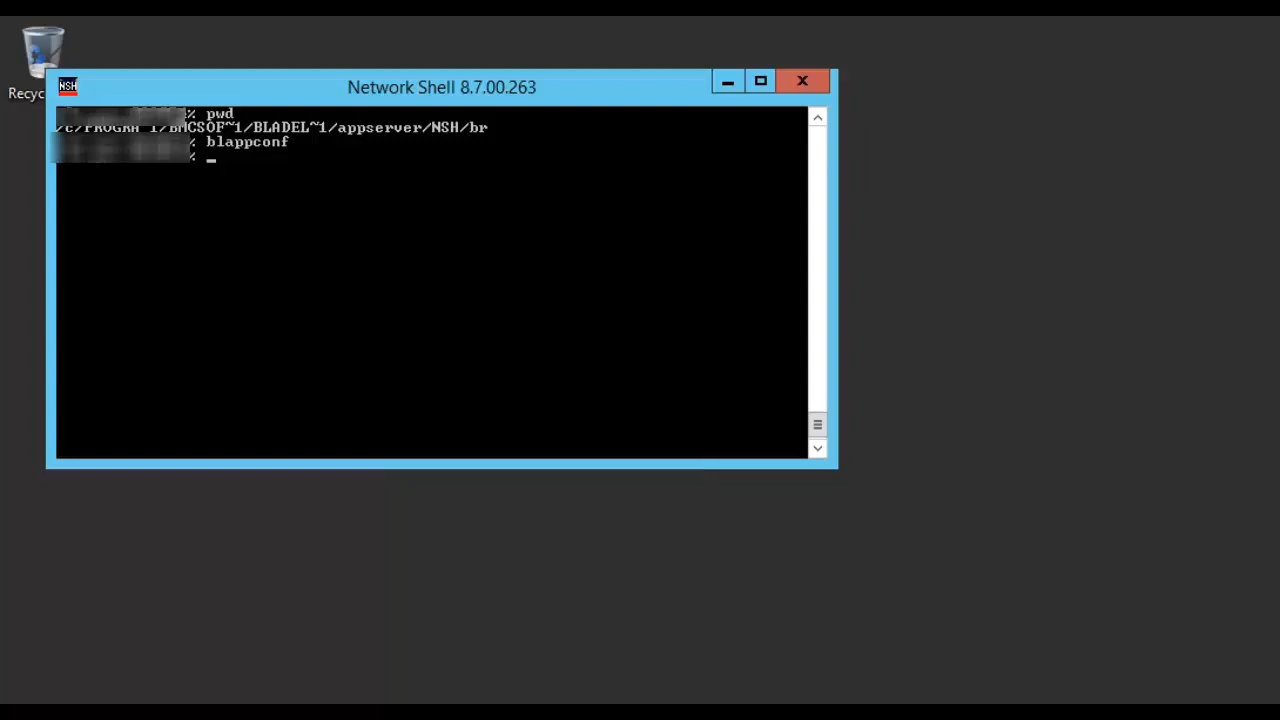 Recyc
NSH
Network Shell 8.7.00.263
% pwd
/c/PROGRA~1/BMCSOF~1/BLADEL~1/appserver/NSH/br
% blappconf
%